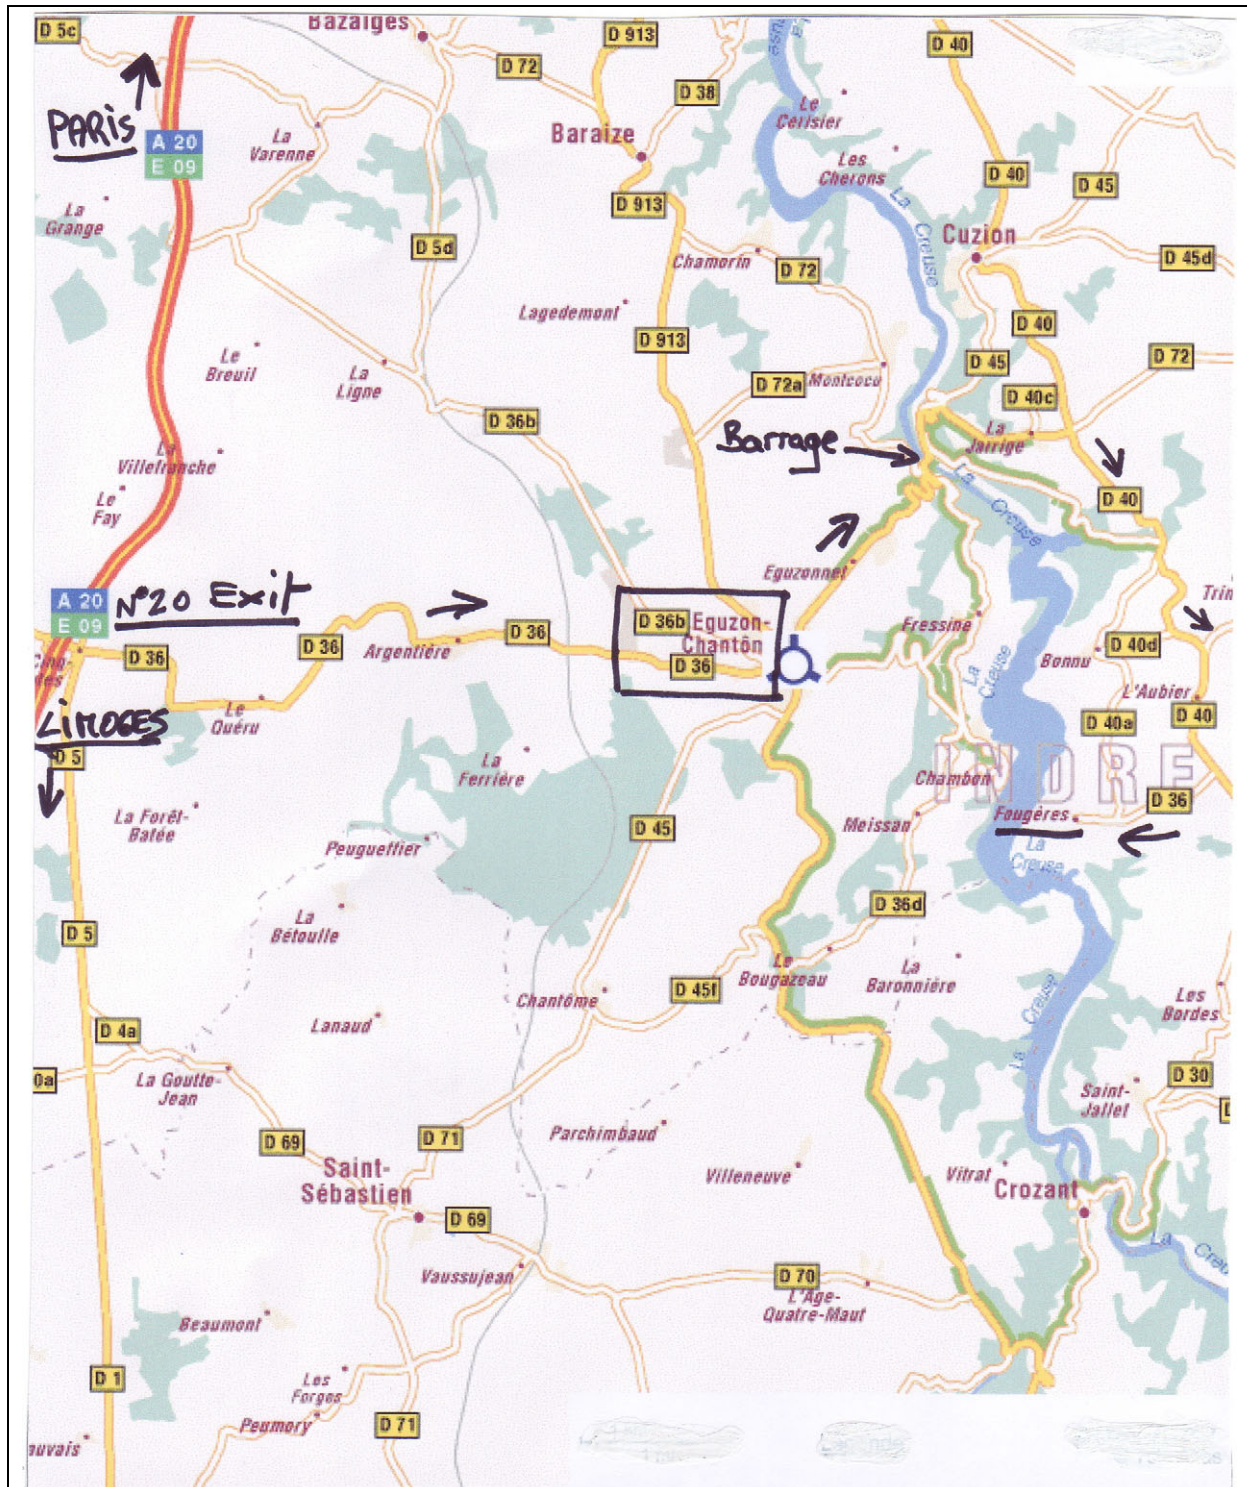 D 5c
Bazaiges
D 913
D 40
PARIS
D 72
D 38
A 20
E 09
La
Varenne
Baraize
Le
Cerisier
Les
Cherons
D 40
D 45
La
Grange
D 913
D 5d
La
Creuse
Cuzion
Chamorin
D 72
D 45d
Lagedemont
D 913
D 40
Le
Breuil
La
Ligne
D 45
D 72
D 72a
Montcocu
D 40c
D 36b
Barrage
La
Jarrige
La
Villefranche
Le
Fay
La
Creuse
D 40
Eguzonnet
A 20
E 09
N°20 Exit
D 36b
Eguzon-
Chantôn
D 36
Fressine
D 36
D 36
Argentière
D 36
Bonnu
D 40d
La
Creuse
L'Aubier
D 40
D 40a
Le
Quéru
LIMOGES
D 5
La
Ferrière
INDRE
Chambon
D 36
La Forêt-
Batée
Peugueffier
D 45
Meissan
Fougères
La
Creuse
La
Bétoulle
D 36d
D 5
Le
Bougazeau
La
Baronnière
Chantôme
D 45f
Les
Bordes
La
Creuse
Lanaud
D 4a
0a
La Goutte-
Jean
Saint-
Jallet
D 30
D 69
D 71
Parchimbaud
Saint-
Sébastien
Villeneuve
Vitrat
Crozant
D 69
La
Vaussujean
D 70
L'Age-
Quatre-Maut
Beaumont
D 1
Les
Forges
Peumory
D 71
auvais